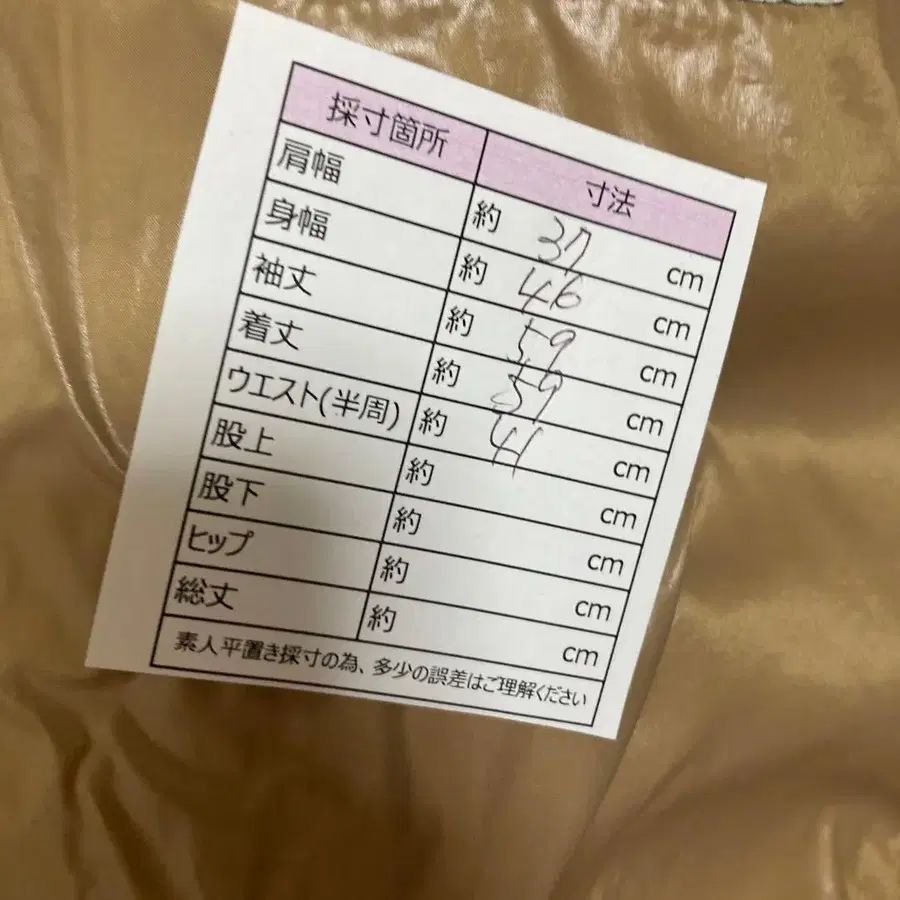 採寸箇所 寸法
肩幅 約 37 cm
身幅 約 46 cm
袖丈 約 59 cm
着丈 約 59 cm
ウエスト(半周) 約 41 cm
股上 約 cm
股下 約 cm
ヒップ 約 cm
総丈 約 cm
素人平置き採寸の為、多少の誤差はご理解ください